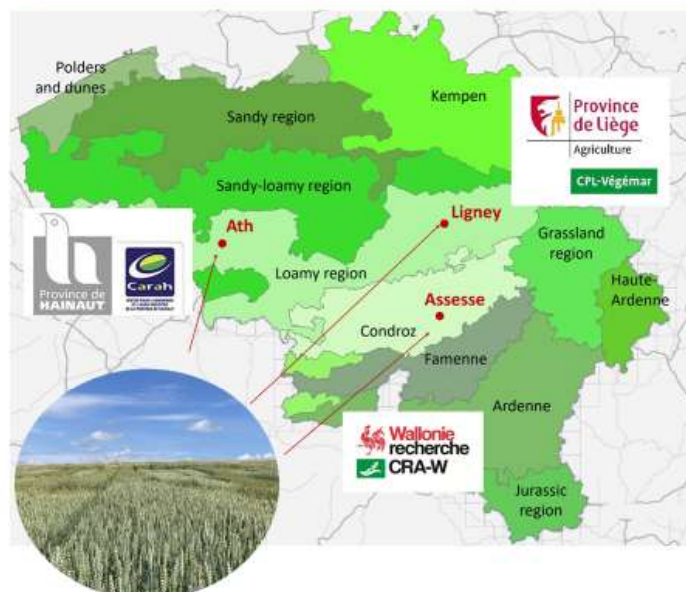 Polders
and dunes
Sandy region
Kempen
Province
de Liège
Agriculture
CPL-Végémar
Sandy-loamy region
Ath
Ligney
Grassland
region
Province de
HAINAUT
Carah
Loamy region
Haute-
Ardenne
Assesse
Condroz
Famenne
Ardenne
Wallonie
recherche
CRA-W
Jurassic
region